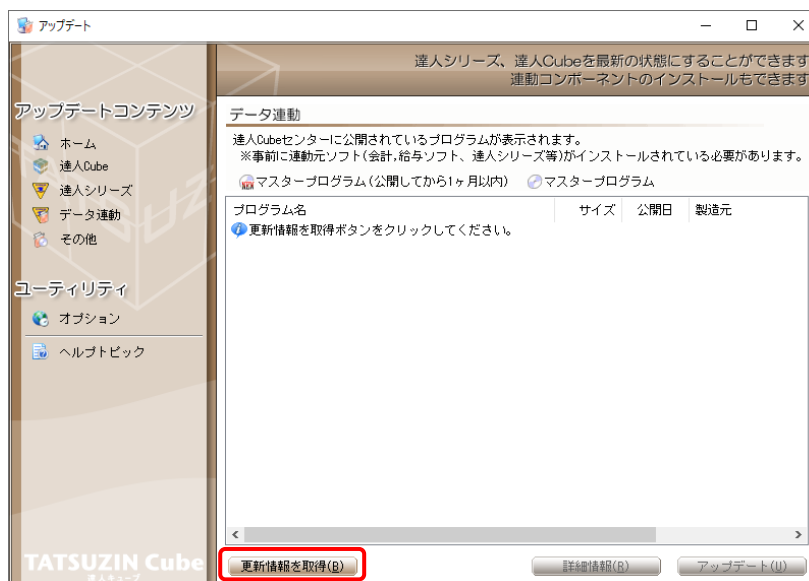 アップデート
達人シリーズ、達人Cubeを最新の状態にすることができます
連動コンポーネントのインストールもできます
アップデートコンテンツ
ホーム
達人Cube
達人シリーズ
データ連動
その他
ユーティリティ
オプション
ヘルプトピック
TATSUZIN Cube
達人キューブ
データ連動
達人Cubeセンターに公開されているプログラムが表示されます。
※事前に連動元ソフト(会計,給与ソフト、達人シリーズ等)がインストールされている必要があります。
マスタープログラム(公開してから1ヶ月以内) マスタープログラム
プログラム名 サイズ 公開日 製造元
更新情報を取得ボタンをクリックしてください。
更新情報を取得(B) 詳細情報(R) アップデート(U)